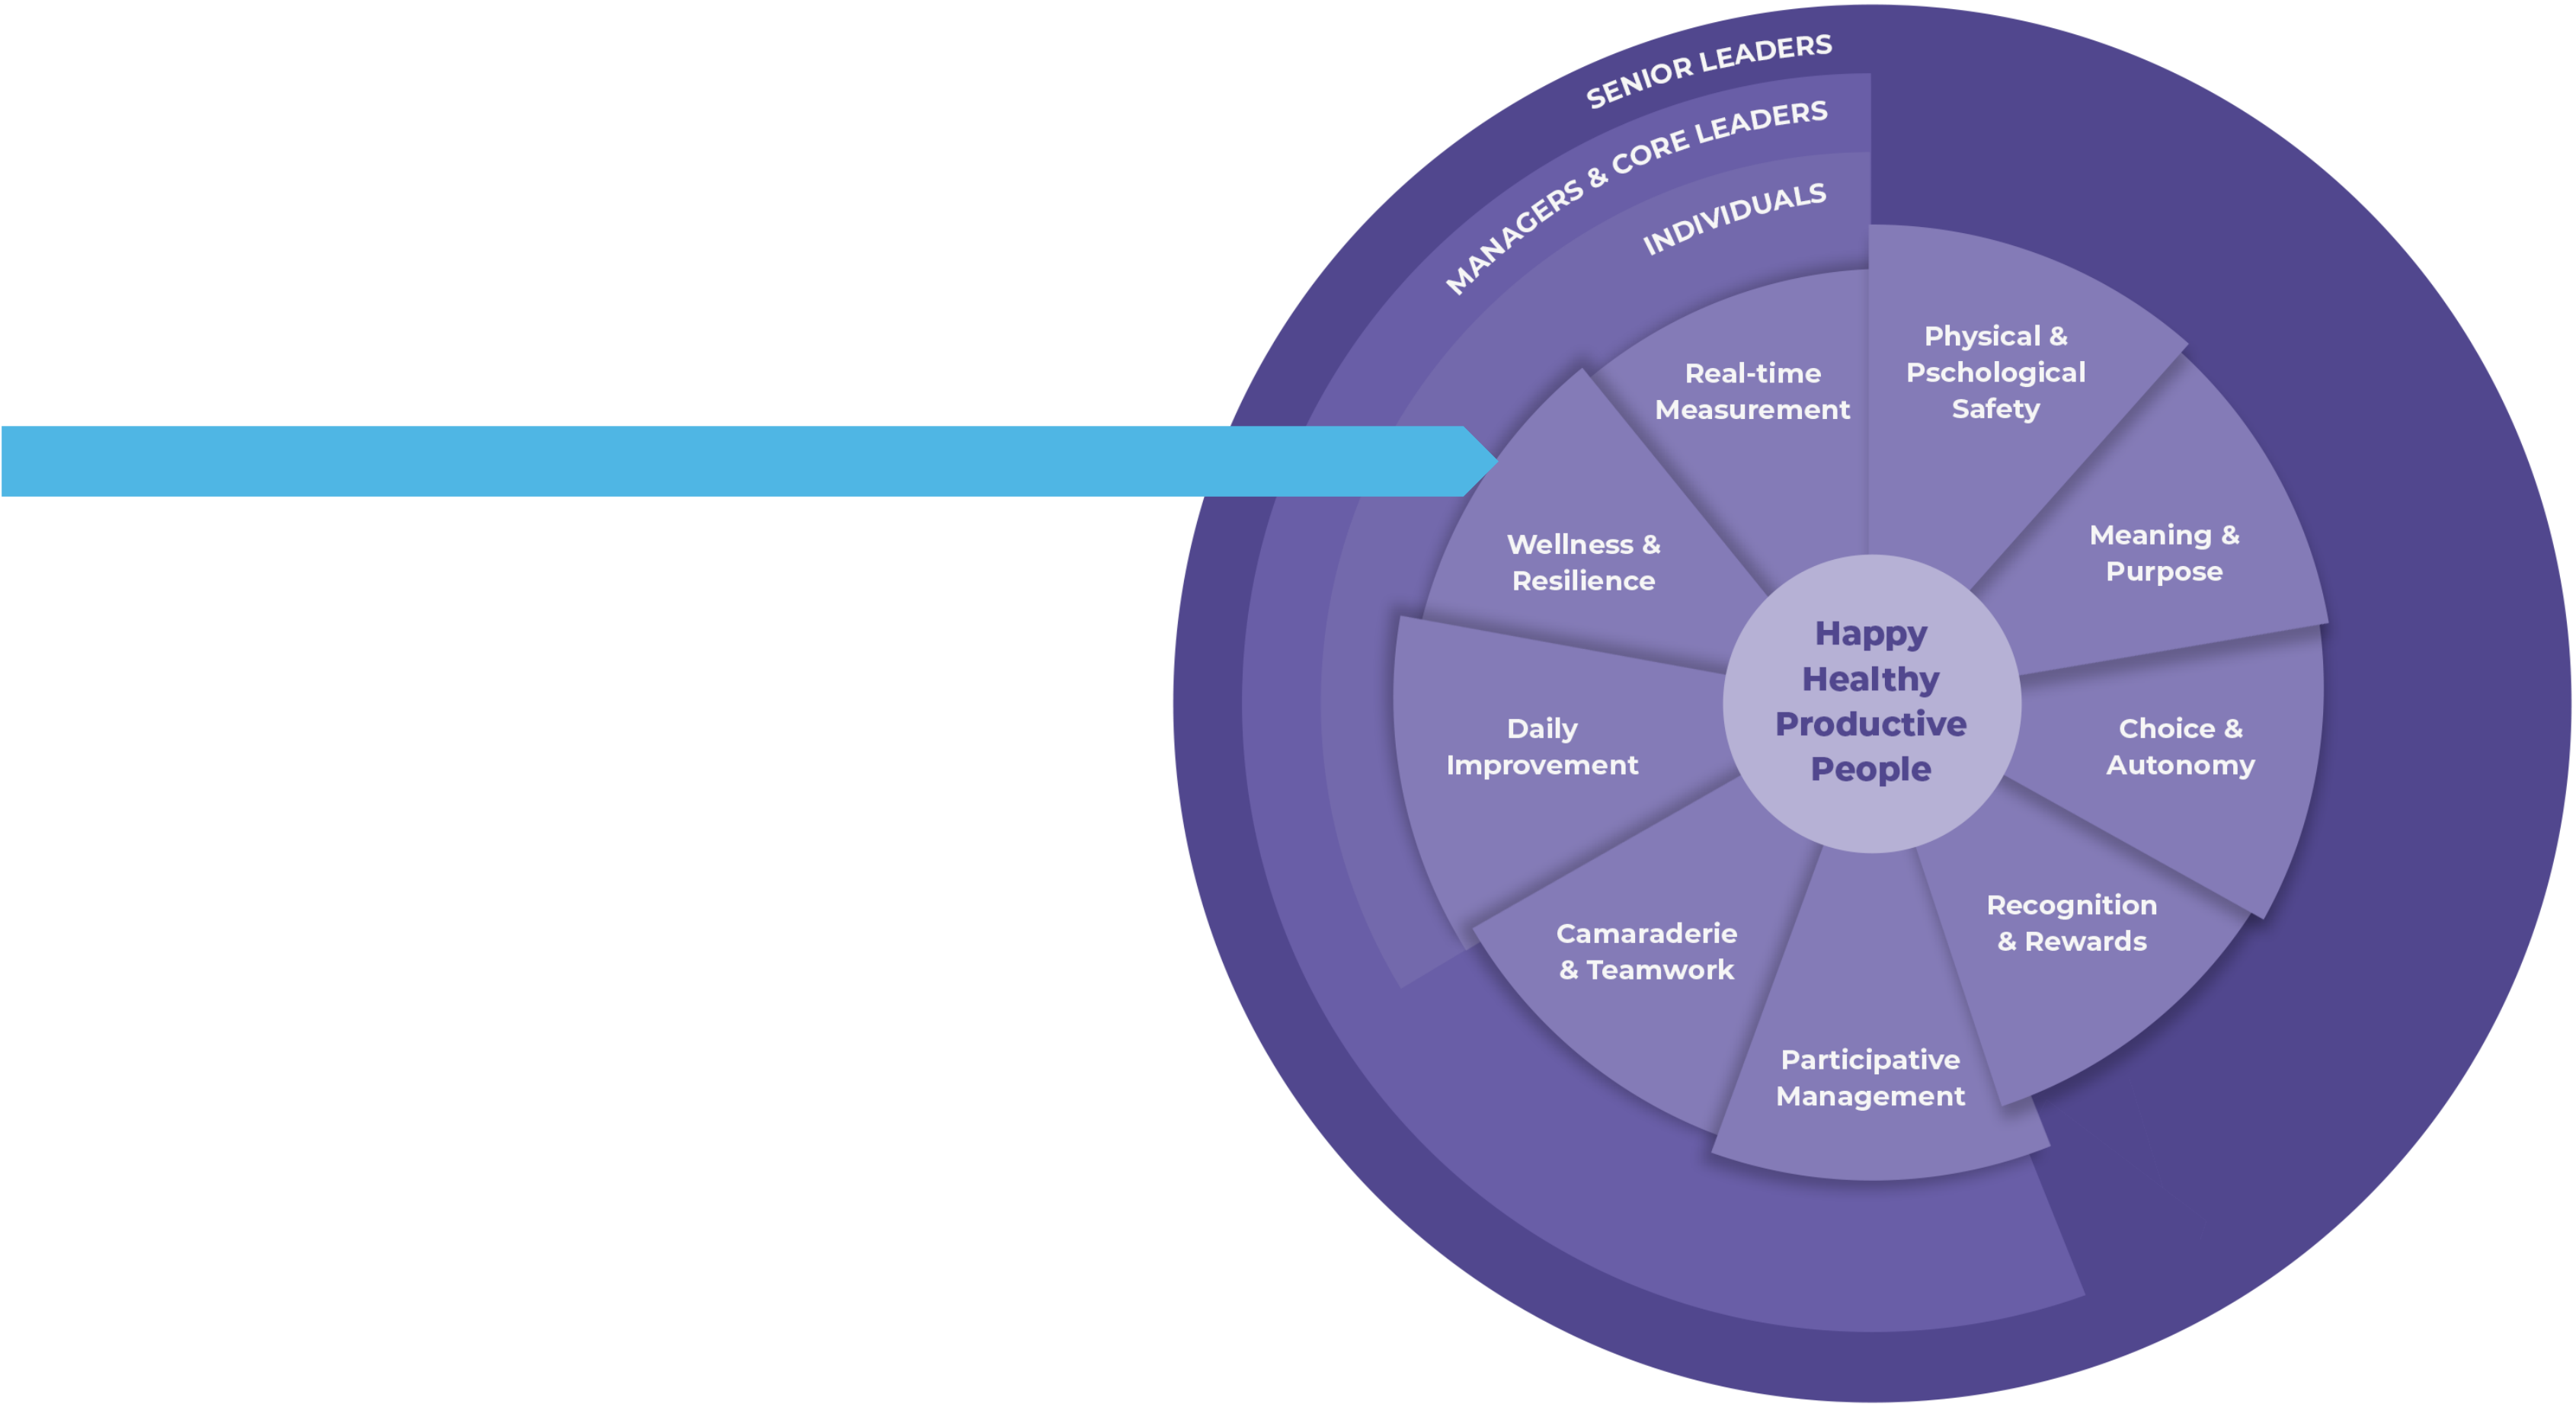 SENIOR LEADERS
MANAGERS & CORE LEADERS
INDIVIDUALS
Real-time
Measurement
Physical &
Pschological
Safety
Meaning &
Purpose
Choice &
Autonomy
Recognition
& Rewards
Participative
Management
Camaraderie
& Teamwork
Daily
Improvement
Wellness &
Resilience
Happy
Healthy
Productive
People